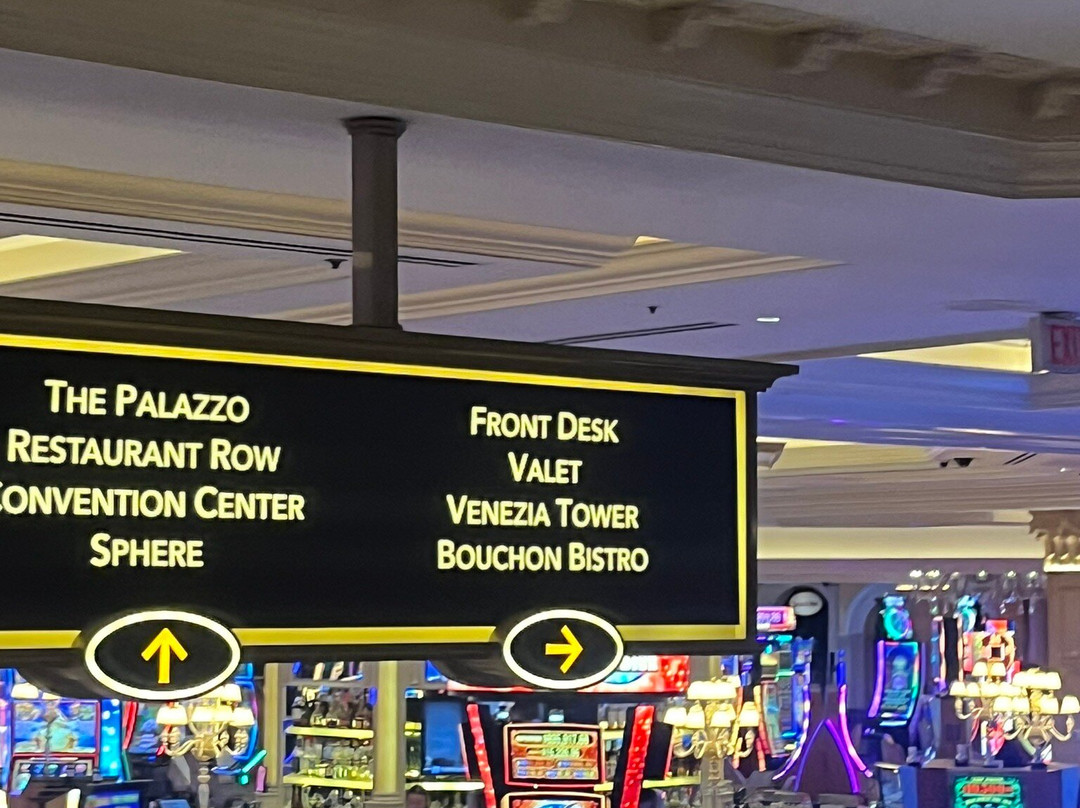 THE PALAZZO
RESTAURANT ROW
CONVENTION CENTER
SPHERE
FRONT DESK
VALET
VENEZIA TOWER
BOUCHON BISTRO